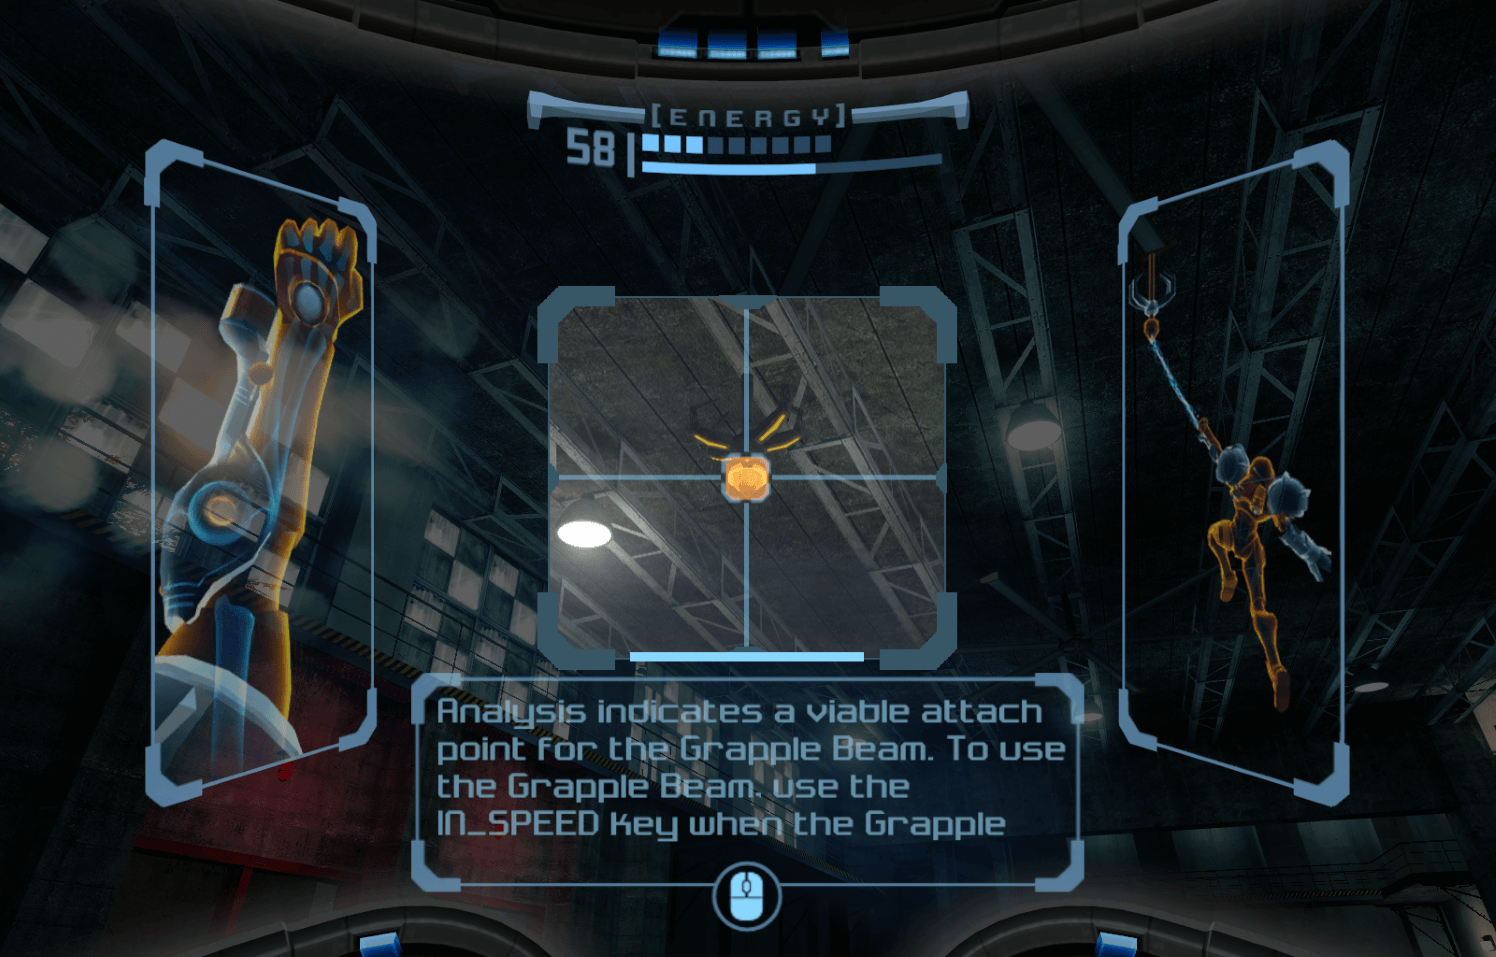 [ENERGY]
58
Analysis indicates a viable attach
point for the Grapple Beam. To use
the Grapple Beam, use the
IN_SPEED key when the Grapple